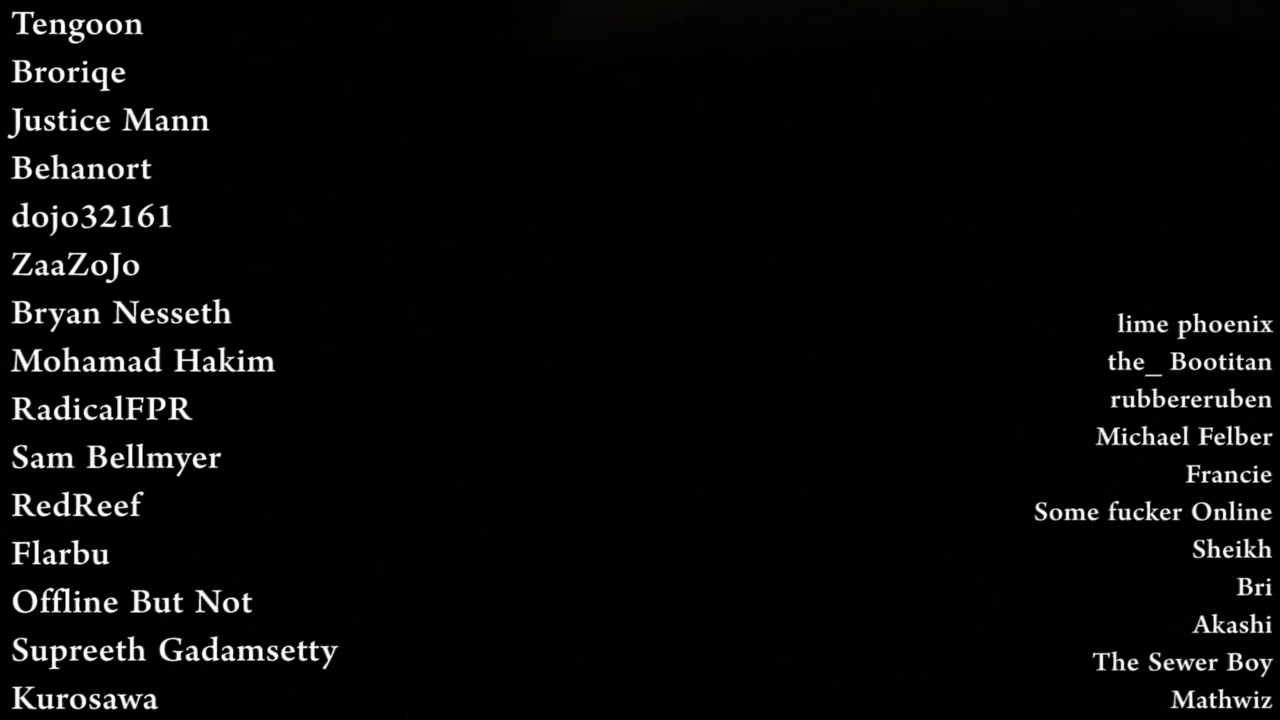 Tengoon
Broriqe
Justice Mann
Behanort
dojo32161
ZaaZoJo
Bryan Nesseth
Mohamad Hakim
RadicalFPR
Sam Bellmyer
RedReef
Flarbu
Offline But Not
Supreeth Gadamsetty
Kurosawa
lime phoenix
the_ Bootitan
rubbereruben
Michael Felber
Francie
Some fucker Online
Sheikh
Bri
Akashi
The Sewer Boy
Mathwiz